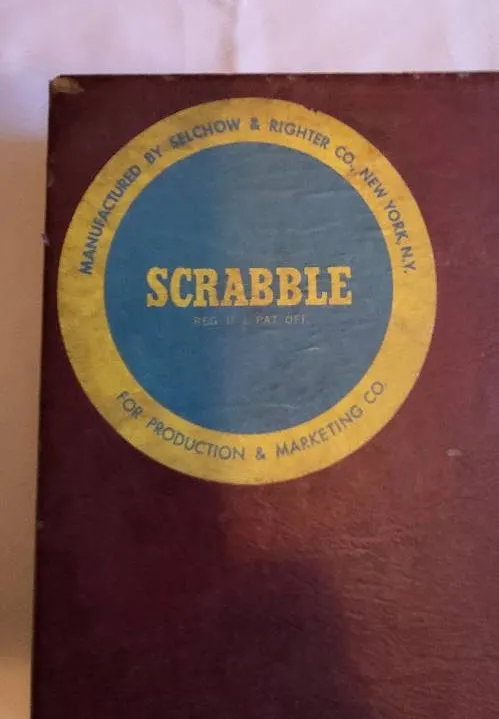 MANUFACTURED BY SELCHOW & RIGHTER CO., NEW YORK, N.Y.
SCRABBLE
REG. U.S. PAT. OFF.
FOR PRODUCTION & MARKETING CO.